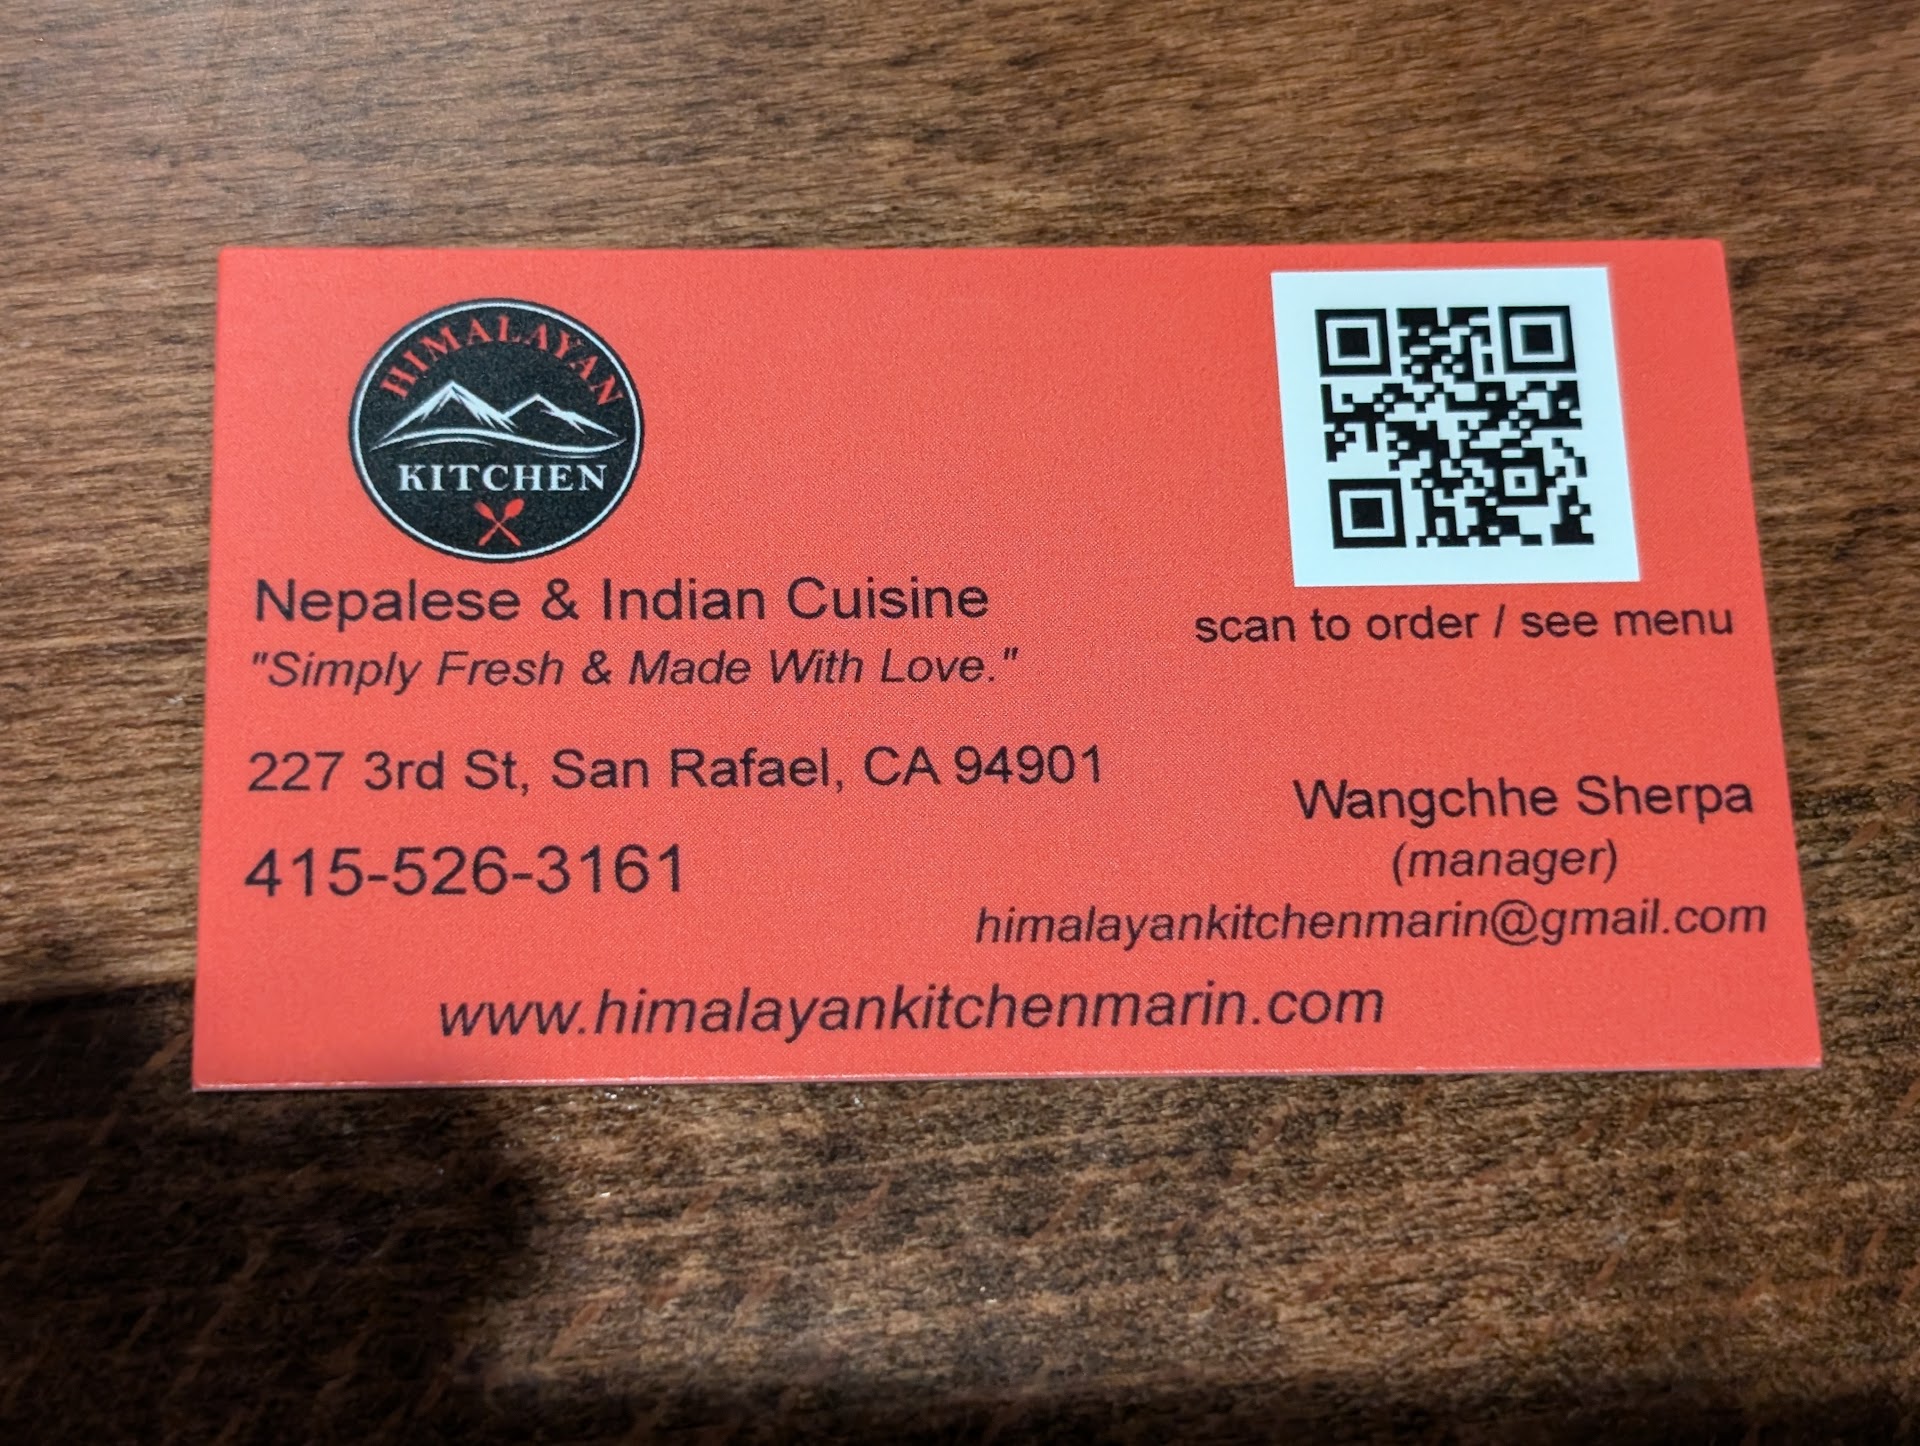 HIMALAYAN
KITCHEN
Nepalese & Indian Cuisine
"Simply Fresh & Made With Love."
227 3rd St, San Rafael, CA 94901
415-526-3161
scan to order / see menu
Wangchhe Sherpa
(manager)
himalayankitchenmarin@gmail.com
www.himalayankitchenmarin.com